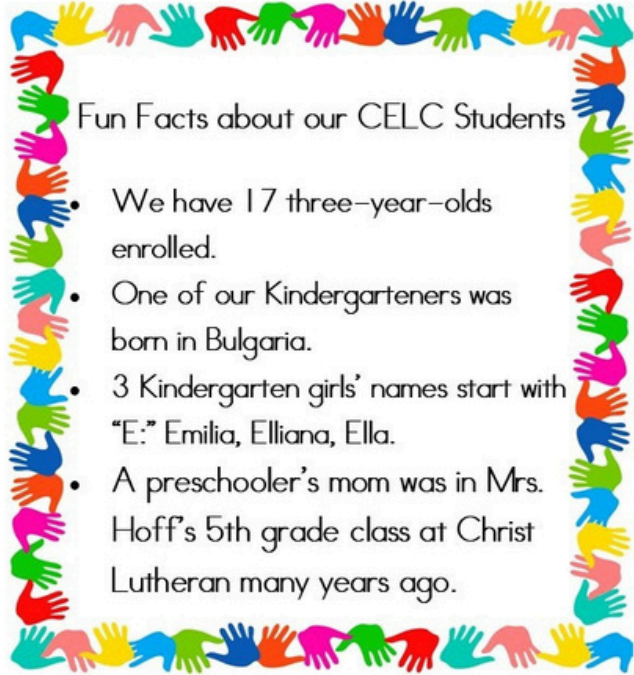 Fun Facts about our CELC Students
• We have 17 three-year-olds
enrolled.
• One of our Kindergarteners was
born in Bulgaria.
• 3 Kindergarten girls' names start with
“E:” Emilia, Elliana, Ella.
• A preschooler's mom was in Mrs.
Hoff's 5th grade class at Christ
Lutheran many years ago.